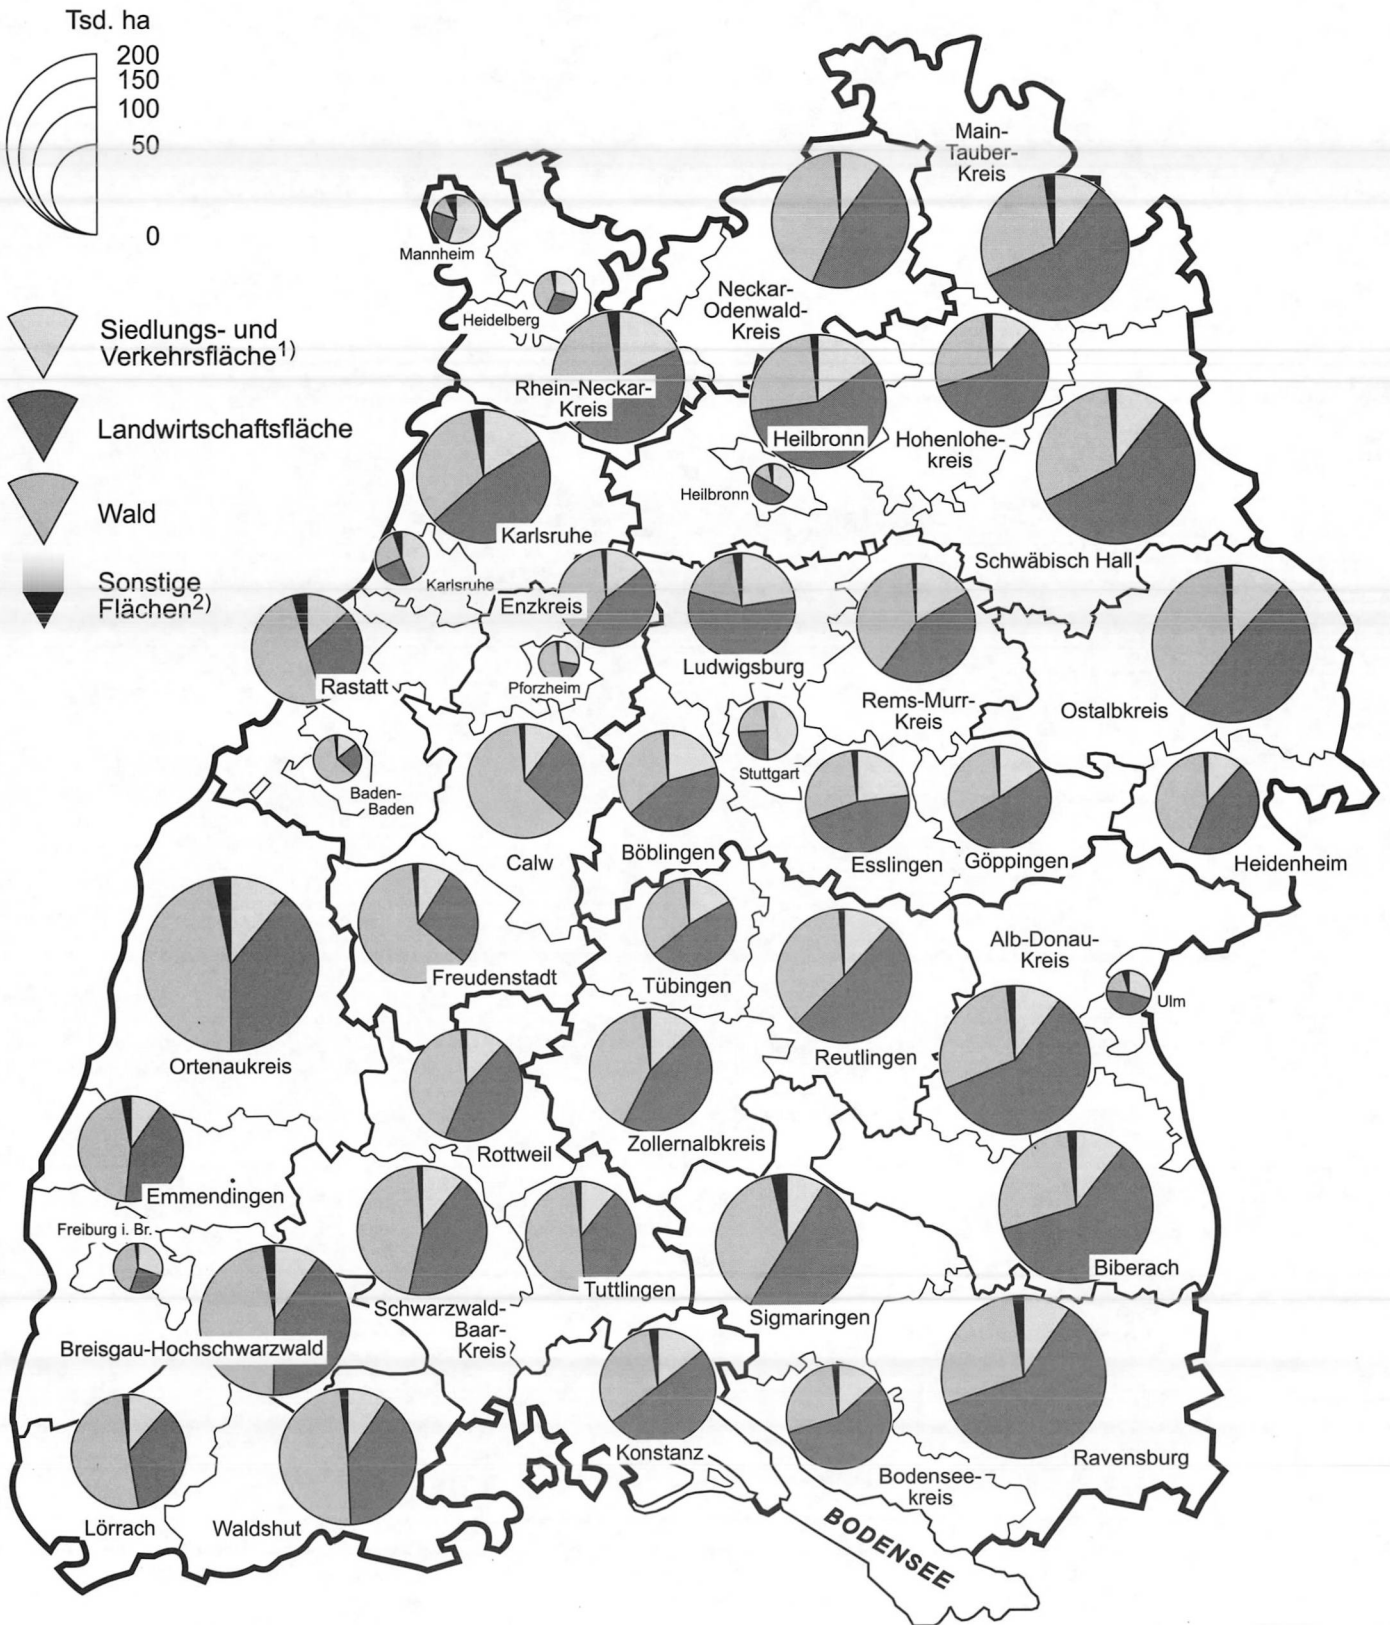 Tsd. ha
200
150
100
50
0
Siedlungs- und
Verkehrsfläche1)
Landwirtschaftsfläche
Wald
Sonstige
Flächen2)
Main-
Tauber-
Kreis
Mannheim
Heidelberg
Neckar-
Odenwald-
Kreis
Rhein-Neckar-
Kreis
Heilbronn
Hohenlohe-
kreis
Heilbronn
Karlsruhe
Schwäbisch Hall
Karlsruhe
Enzkreis
Ludwigsburg
Rastatt
Pforzheim
Rems-Murr-
Kreis
Ostalbkreis
Stuttgart
Baden-
Baden
Calw
Böblingen
Esslingen
Göppingen
Heidenheim
Freudenstadt
Tübingen
Alb-Donau-
Kreis
Ulm
Ortenaukreis
Reutlingen
Rottweil
Zollernalbkreis
Emmendingen
Freiburg i. Br.
Biberach
Tuttlingen
Schwarzwald-
Baar-
Kreis
Sigmaringen
Breisgau-Hochschwarzwald
Konstanz
Ravensburg
Bodensee-
kreis
Lörrach
Waldshut
BODENSEE